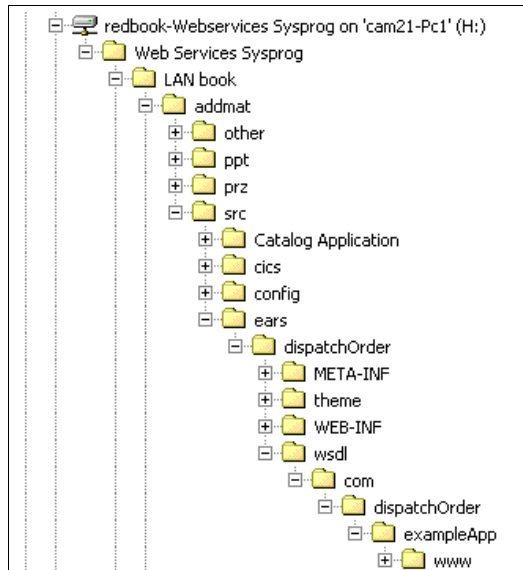 redbook-Webservices Sysprog on 'cam21-Pc1' (H:)
Web Services Sysprog
LAN book
addmat
other
ppt
prz
src
Catalog Application
cics
config
ears
dispatchOrder
META-INF
theme
WEB-INF
wsdl
com
dispatchOrder
exampleApp
www